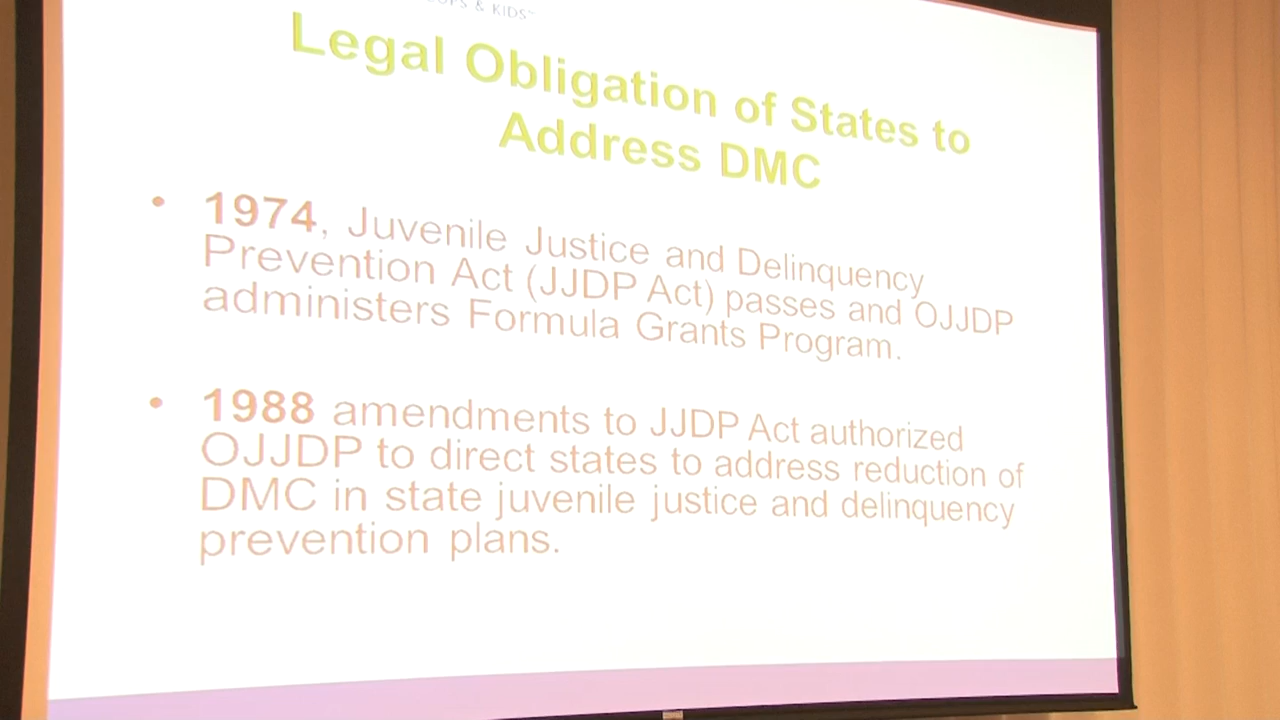 & KIDS
Legal Obligation of States to
Address DMC
• 1974, Juvenile Justice and Delinquency
Prevention Act (JJDP Act) passes and OJJDP
administers Formula Grants Program.
• 1988 amendments to JJDP Act authorized
OJJDP to direct states to address reduction of
DMC in state juvenile justice and delinquency
prevention plans.